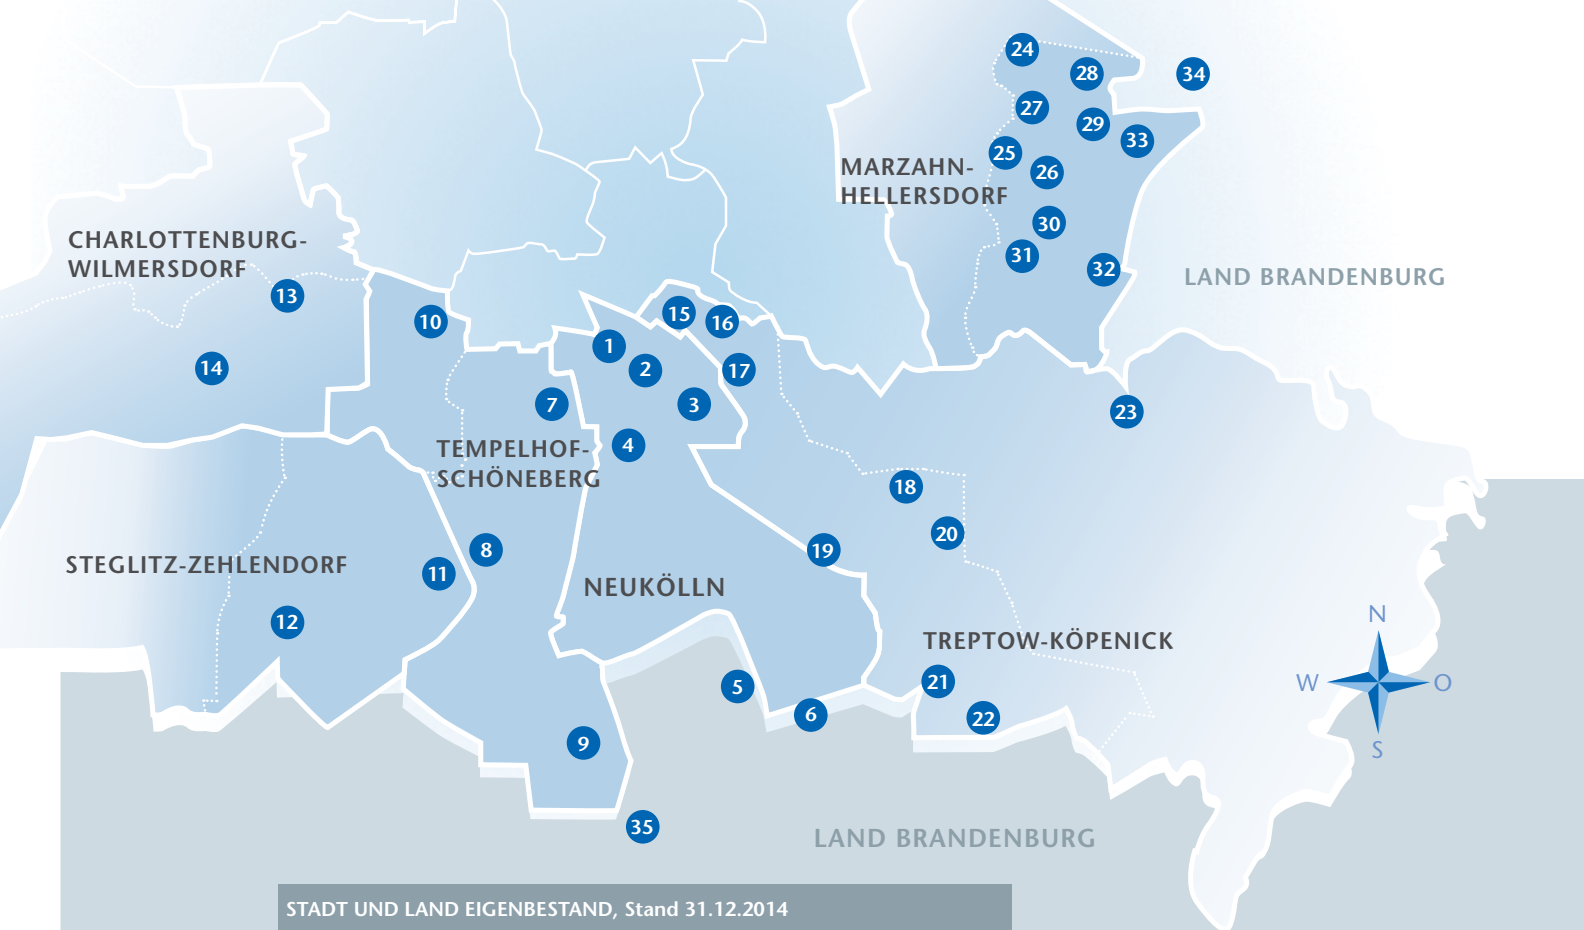 24
28
34
27
29
33
25
MARZAHN-
HELLERSDORF
26
30
31
32
CHARLOTTENBURG-
WILMERSDORF
LAND BRANDENBURG
13
10
15
16
1
2
17
14
7
3
23
4
TEMPELHOF-
SCHÖNEBERG
18
20
8
19
STEGLITZ-ZEHLENDORF
11
NEUKÖLLN
12
TREPTOW-KÖPENICK
N
W
O
S
5
21
6
22
9
35
LAND BRANDENBURG
STADT UND LAND EIGENBESTAND, Stand 31.12.2014